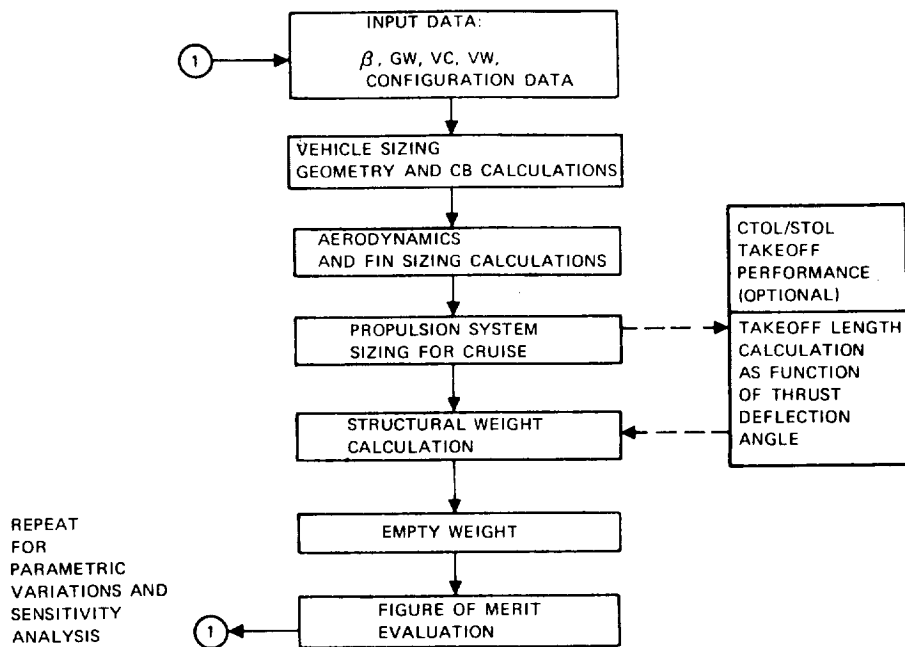 INPUT DATA:
β, GW, VC, VW,
CONFIGURATION DATA
1
VEHICLE SIZING
GEOMETRY AND CB CALCULATIONS
AERODYNAMICS
AND FIN SIZING CALCULATIONS
PROPULSION SYSTEM
SIZING FOR CRUISE
CTOL/STOL
TAKEOFF
PERFORMANCE
(OPTIONAL)
TAKEOFF LENGTH
CALCULATION
AS FUNCTION
OF THRUST
DEFLECTION
ANGLE
STRUCTURAL WEIGHT
CALCULATION
EMPTY WEIGHT
FIGURE OF MERIT
EVALUATION
1
REPEAT
FOR
PARAMETRIC
VARIATIONS AND
SENSITIVITY
ANALYSIS